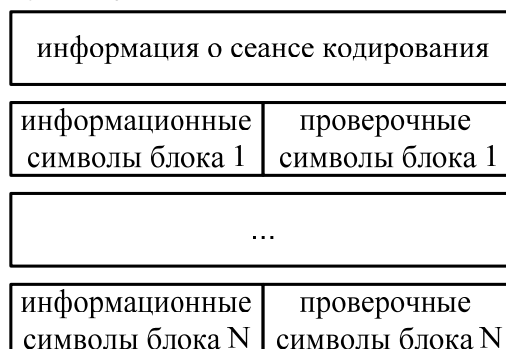 информация о сеансе кодирования
информационные проверочные
символы блока 1 символы блока 1
...
информационные проверочные
символы блока N символы блока N